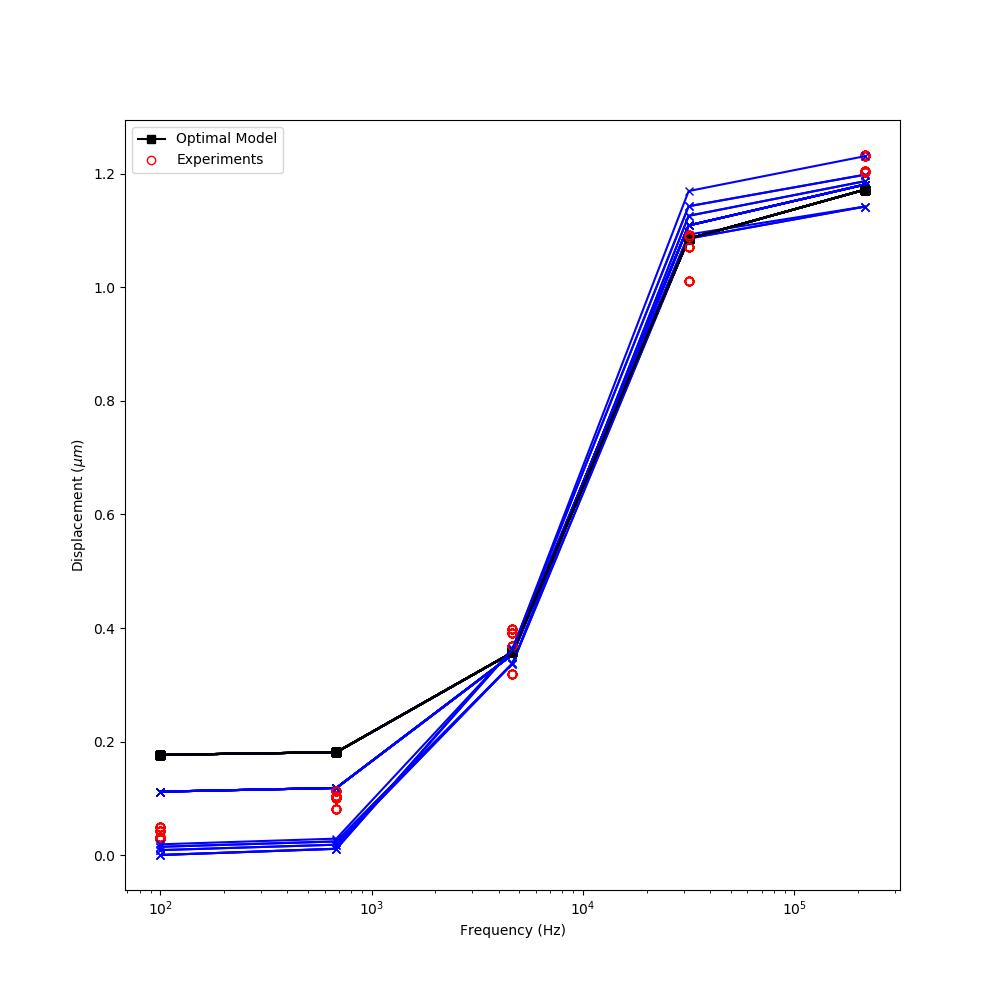 Optimal Model
Experiments
1.2
1.0
0.8
0.6
0.4
0.2
0.0
Displacement (μm)
10²
10³
10⁴
10⁵
Frequency (Hz)